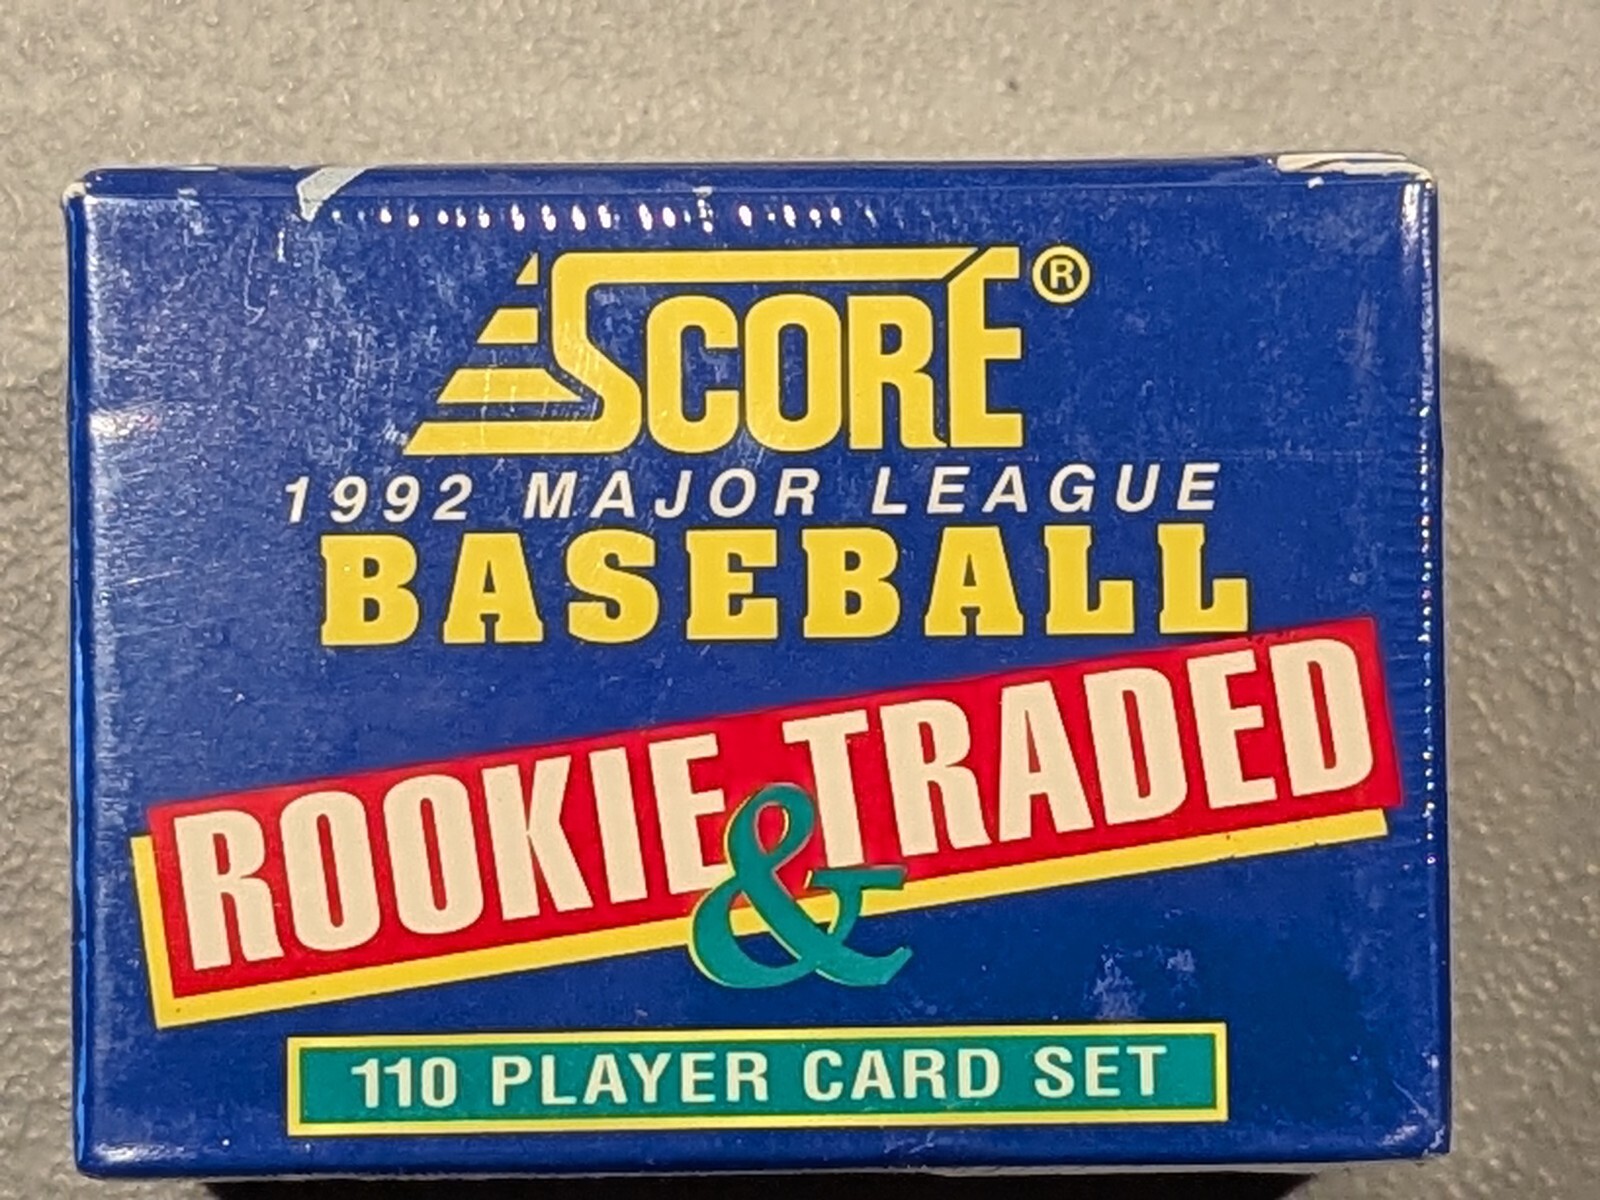 SCORE®
1992 MAJOR LEAGUE
BASEBALL
ROOKIE & TRADED
110 PLAYER CARD SET